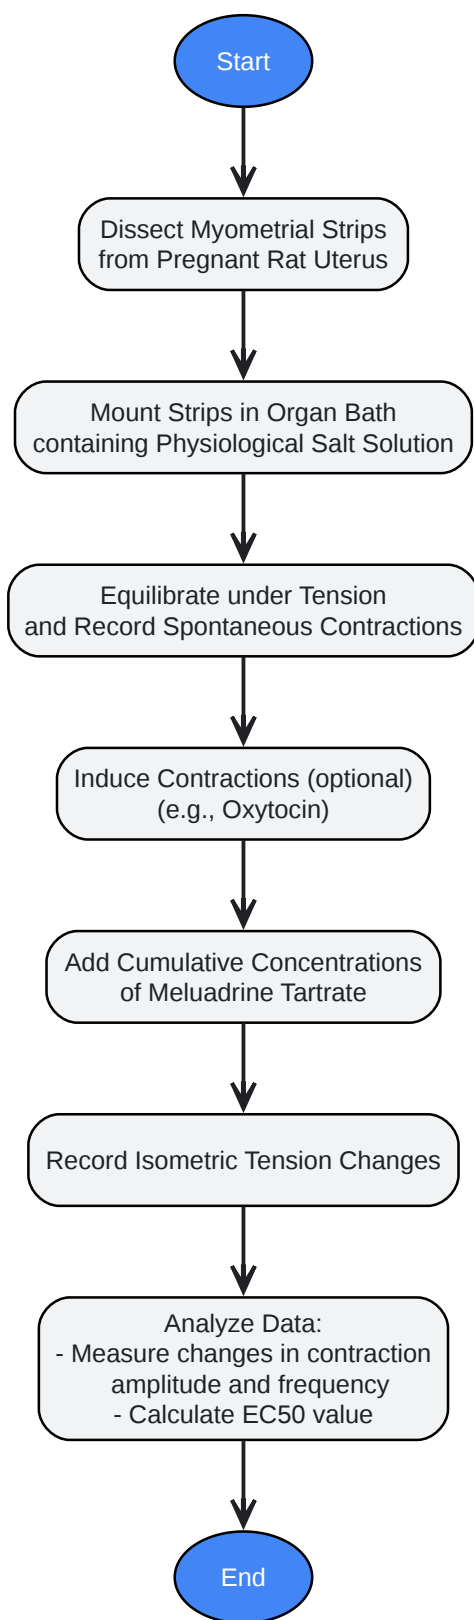 Start
Dissect Myometrial Strips
from Pregnant Rat Uterus
Mount Strips in Organ Bath
containing Physiological Salt Solution
Equilibrate under Tension
and Record Spontaneous Contractions
Induce Contractions (optional)
(e.g., Oxytocin)
Add Cumulative Concentrations
of Meluadrine Tartrate
Record Isometric Tension Changes
Analyze Data:
- Measure changes in contraction
amplitude and frequency
- Calculate EC50 value
End